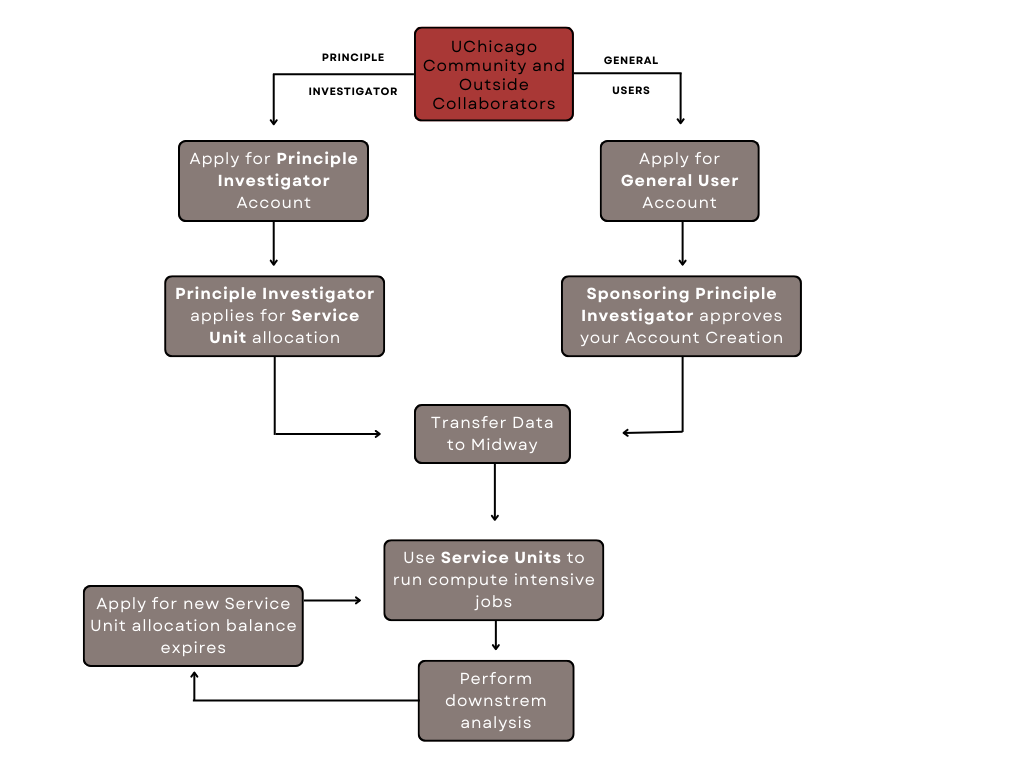 UChicago
Community and
Outside
Collaborators
PRINCIPLE
INVESTIGATOR
GENERAL
USERS
Apply for Principle
Investigator
Account
Apply for
General User
Account
Principle Investigator
applies for Service
Unit allocation
Sponsoring Principle
Investigator approves
your Account Creation
Transfer Data
to Midway
Use Service Units to
run compute intensive
jobs
Apply for new Service
Unit allocation balance
expires
Perform
downstrem
analysis